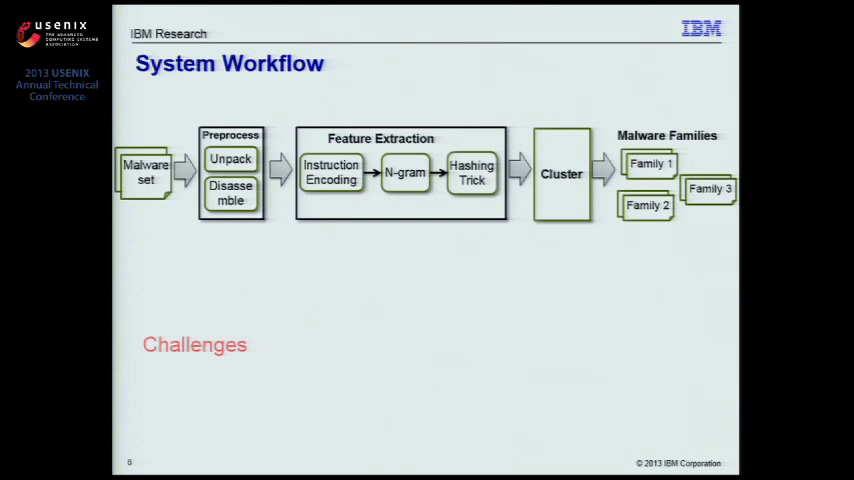 usenix
THE ADVANCED
COMPUTING SYSTEMS
ASSOCIATION
2013 USENIX
Annual Technical
Conference
IBM Research
IBM
System Workflow
Malware
set
Preprocess
Unpack
Disasse
mble
Feature Extraction
Instruction
Encoding
N-gram
Hashing
Trick
Cluster
Malware Families
Family 1
Family 2
Family 3
Challenges
6
© 2013 IBM Corporation